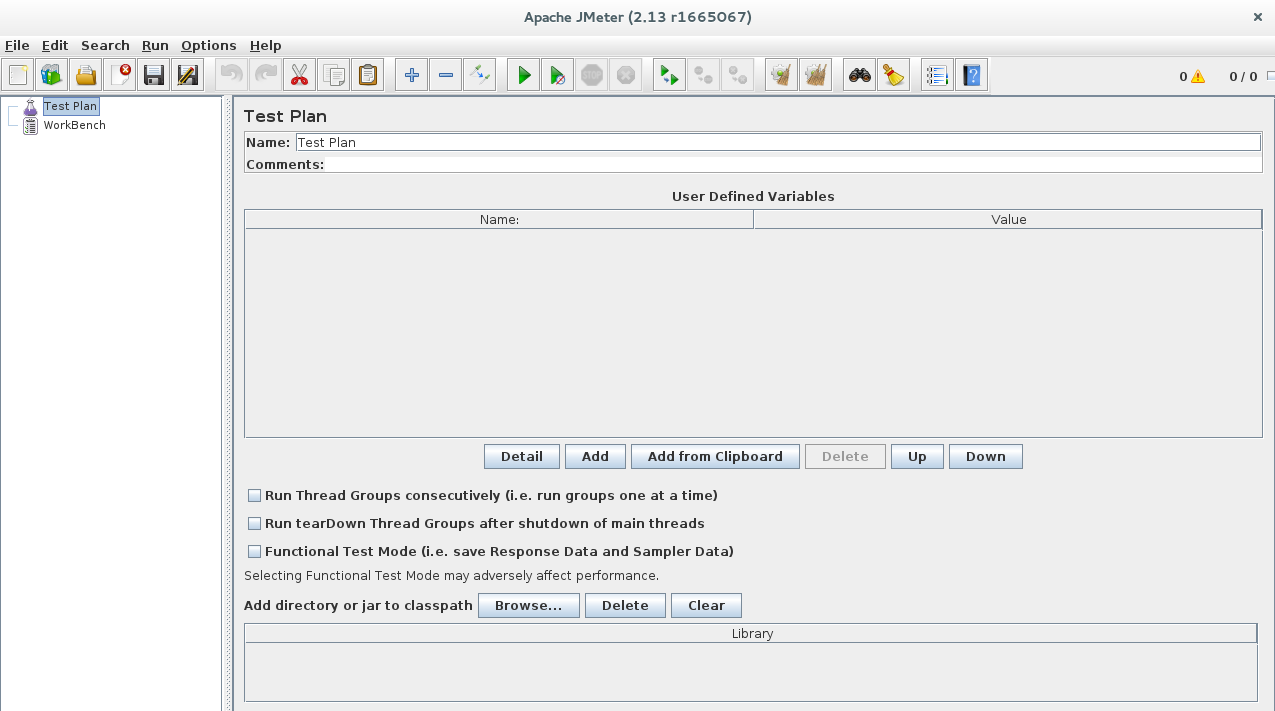 Apache JMeter (2.13 r1665067)
File Edit Search Run Options Help
STOP 0 0 / 0
Test Plan
WorkBench
Test Plan
Name: Test Plan
Comments:
User Defined Variables
Name: Value
Detail Add Add from Clipboard Delete Up Down
Run Thread Groups consecutively (i.e. run groups one at a time)
Run tearDown Thread Groups after shutdown of main threads
Functional Test Mode (i.e. save Response Data and Sampler Data)
Selecting Functional Test Mode may adversely affect performance.
Add directory or jar to classpath Browse... Delete Clear
Library